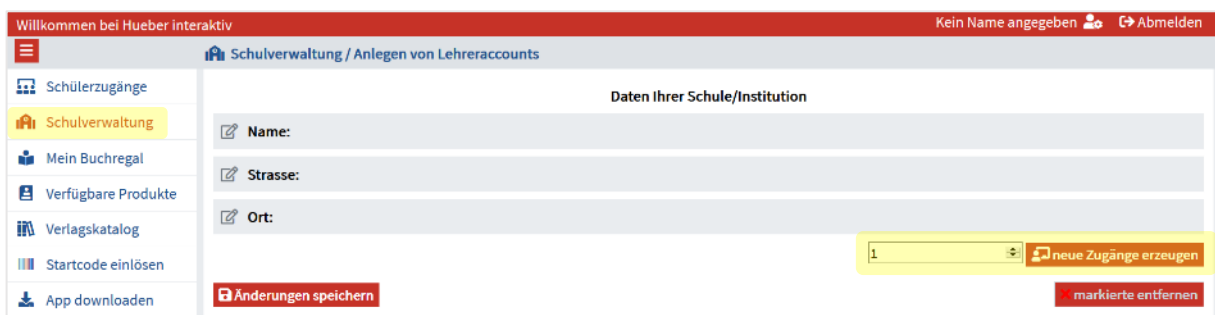 Willkommen bei Hueber interaktiv
Kein Name angegeben
Abmelden
Schulverwaltung / Anlegen von Lehreraccounts
Schülerzugänge
Schulverwaltung
Mein Buchregal
Verfügbare Produkte
Verlagskatalog
Startcode einlösen
App downloaden
Daten Ihrer Schule/Institution
Name:
Strasse:
Ort:
1
neue Zugänge erzeugen
Änderungen speichern
markierte entfernen